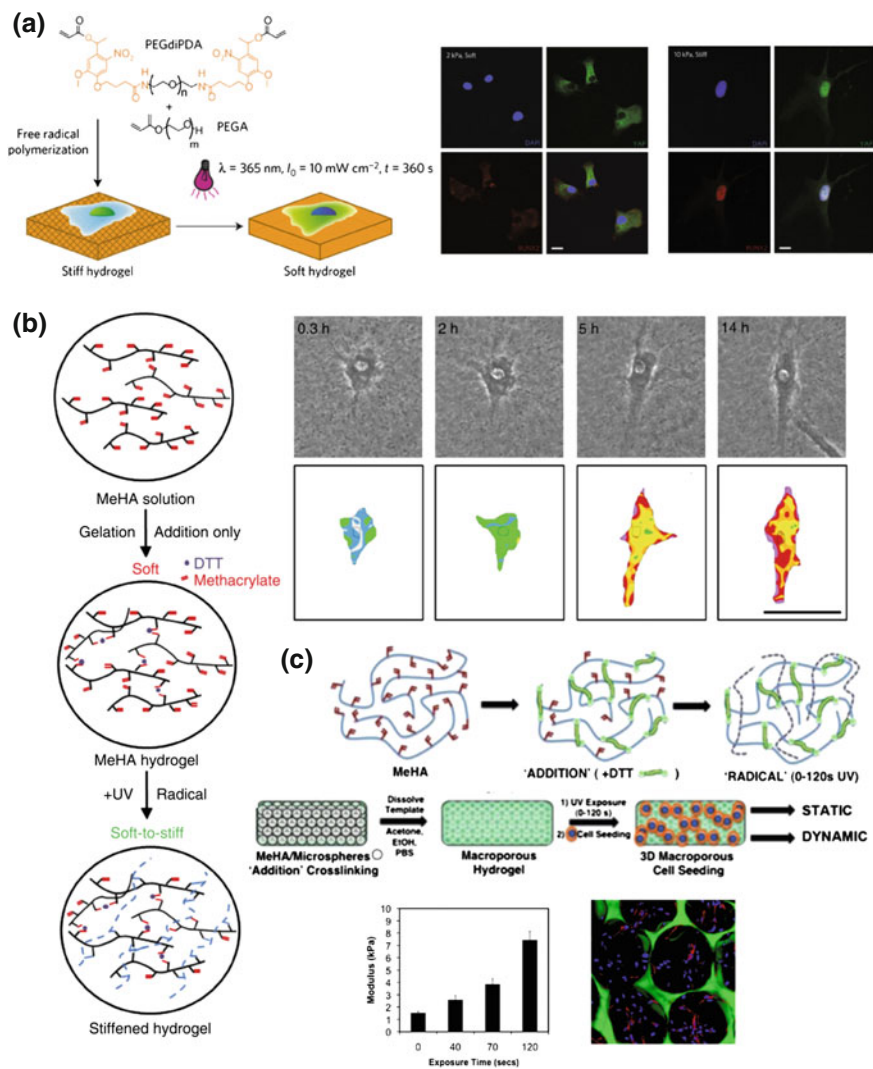 (a)
PEGdiPDA
O
O
NO₂
O₂N
H
N
O
n
H
N
O
+
O
O
m
H
PEGA
Free radical
polymerization
λ = 365 nm, I₀ = 10 mW cm⁻², t = 360 s
Stiff hydrogel
Soft hydrogel
2 kPa, Soft
10 kPa, Stiff
DAPI
YAP
DAPI
YAP
RUNX2
RUNX2
(b)
MeHA solution
Gelation
Addition only
Soft
DTT
Methacrylate
MeHA hydrogel
+UV
Radical
Soft-to-stiff
Stiffened hydrogel
0.3 h
2 h
5 h
14 h
(c)
MeHA
'ADDITION' ( +DTT )
'RADICAL' (0-120s UV)
MeHA/Microspheres
'Addition' Crosslinking
Dissolve
Template
Acetone,
EtOH,
PBS
Macroporous
Hydrogel
1) UV Exposure
(0-120 s)
2) Cell Seeding
3D Macroporous
Cell Seeding
STATIC
DYNAMIC
Modulus (kPa)
10
9
8
7
6
5
4
3
2
1
0
0 40 70 120
Exposure Time (secs)